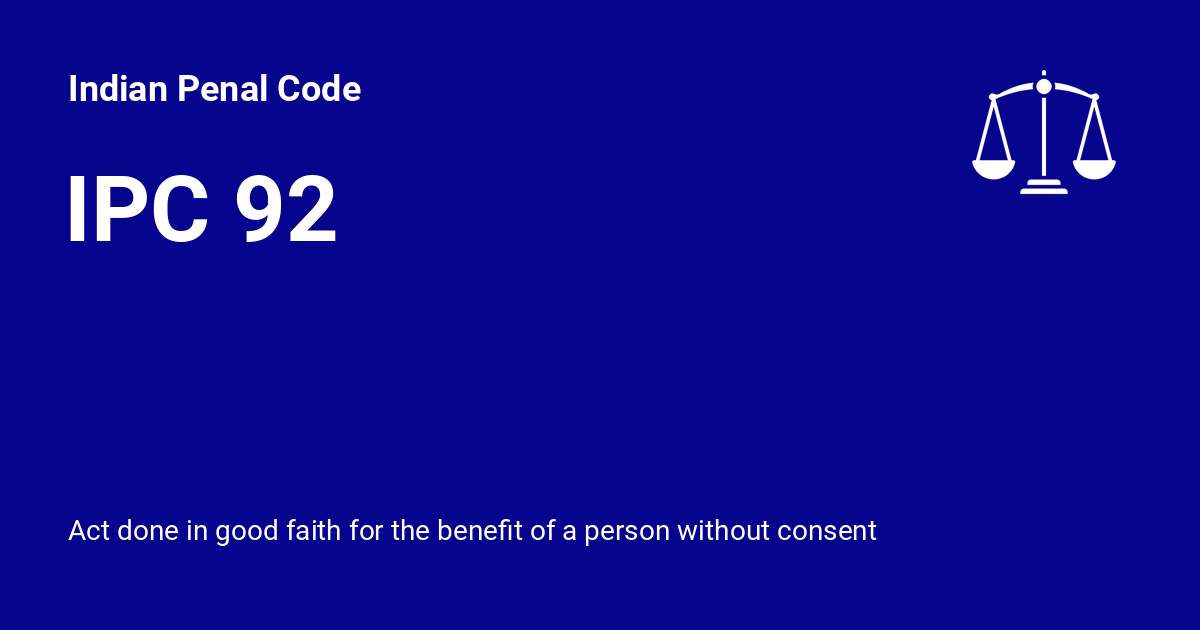 Indian Penal Code
IPC 92
Act done in good faith for the benefit of a person without consent